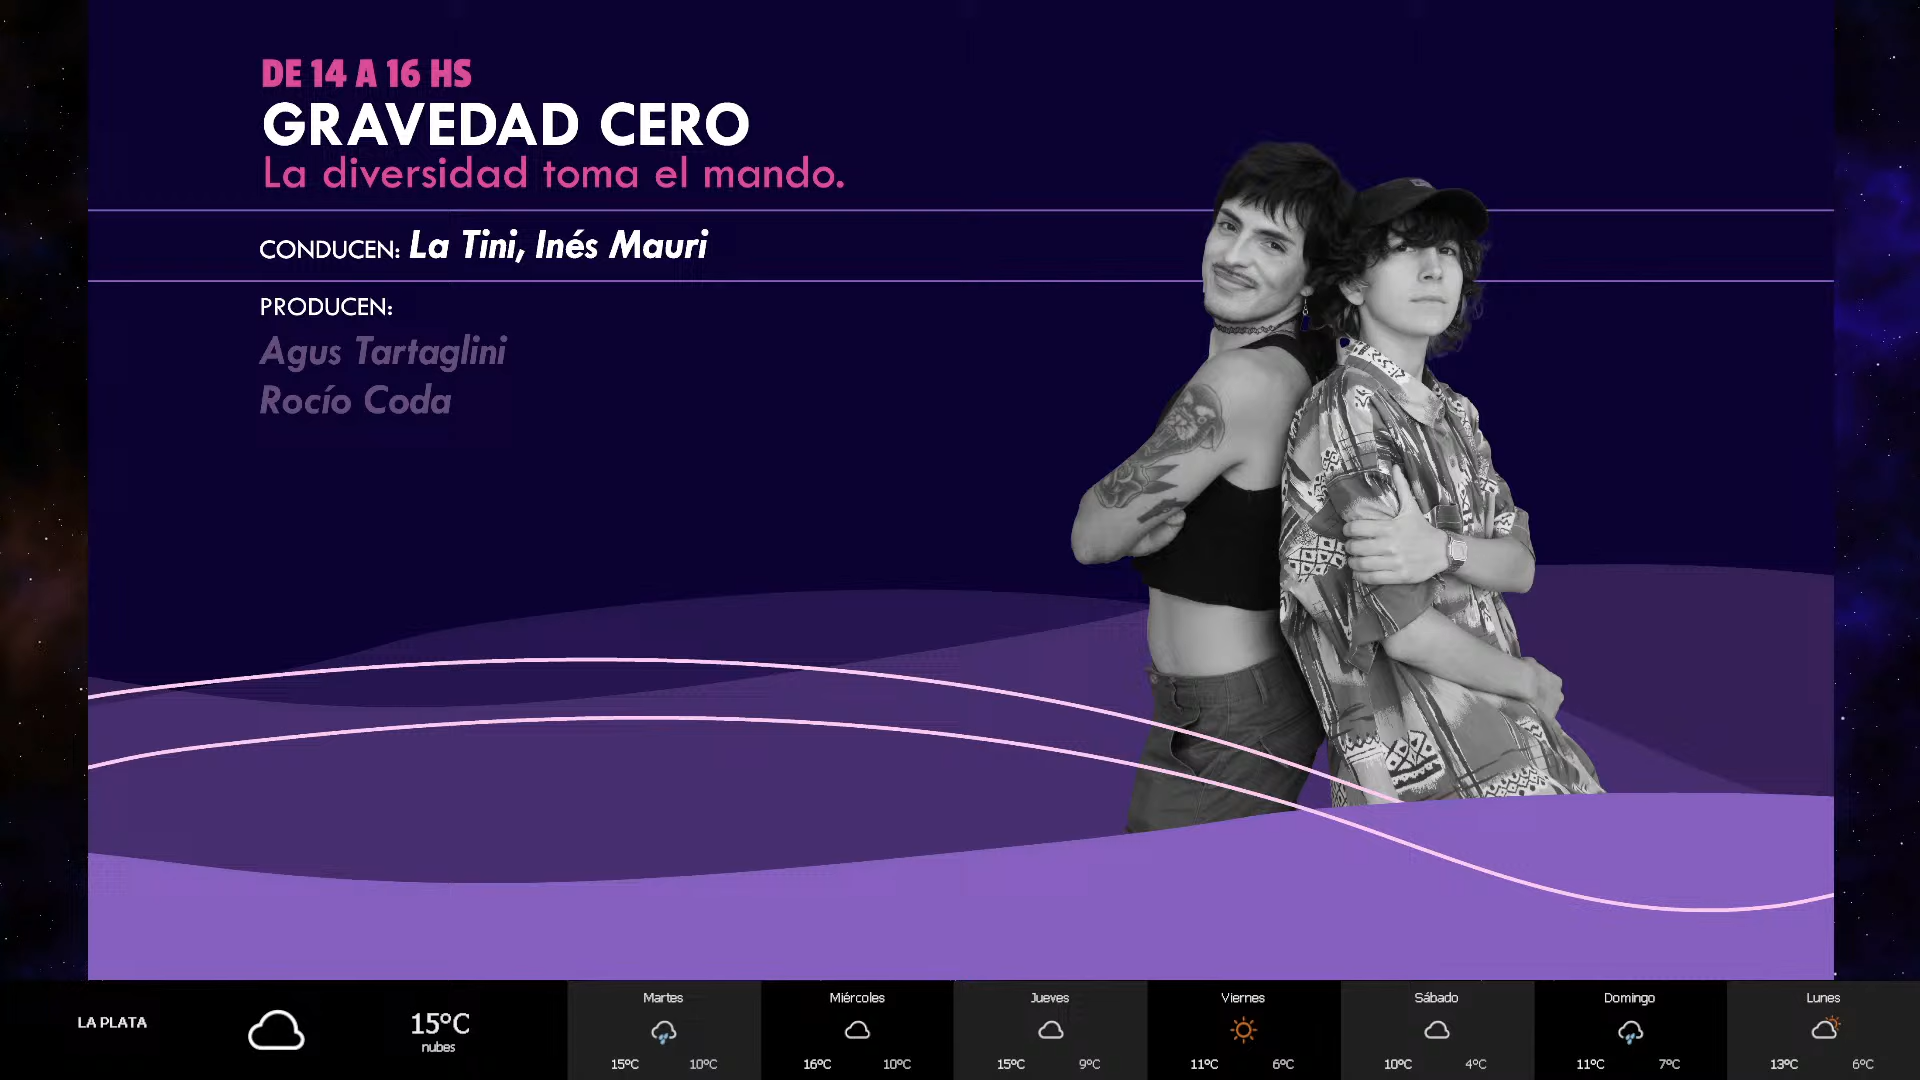 DE 14 A 16 HS
GRAVEDAD CERO
La diversidad toma el mando.
CONDUCEN: La Tini, Inés Mauri
PRODUCEN:
Agus Tartaglini
Rocío Coda
LA PLATA
15°C
nubes
Martes
15°C 10°C
Miércoles
16°C 10°C
Jueves
15°C 9°C
Viernes
11°C 6°C
Sábado
10°C 4°C
Domingo
11°C 7°C
Lunes
13°C 6°C